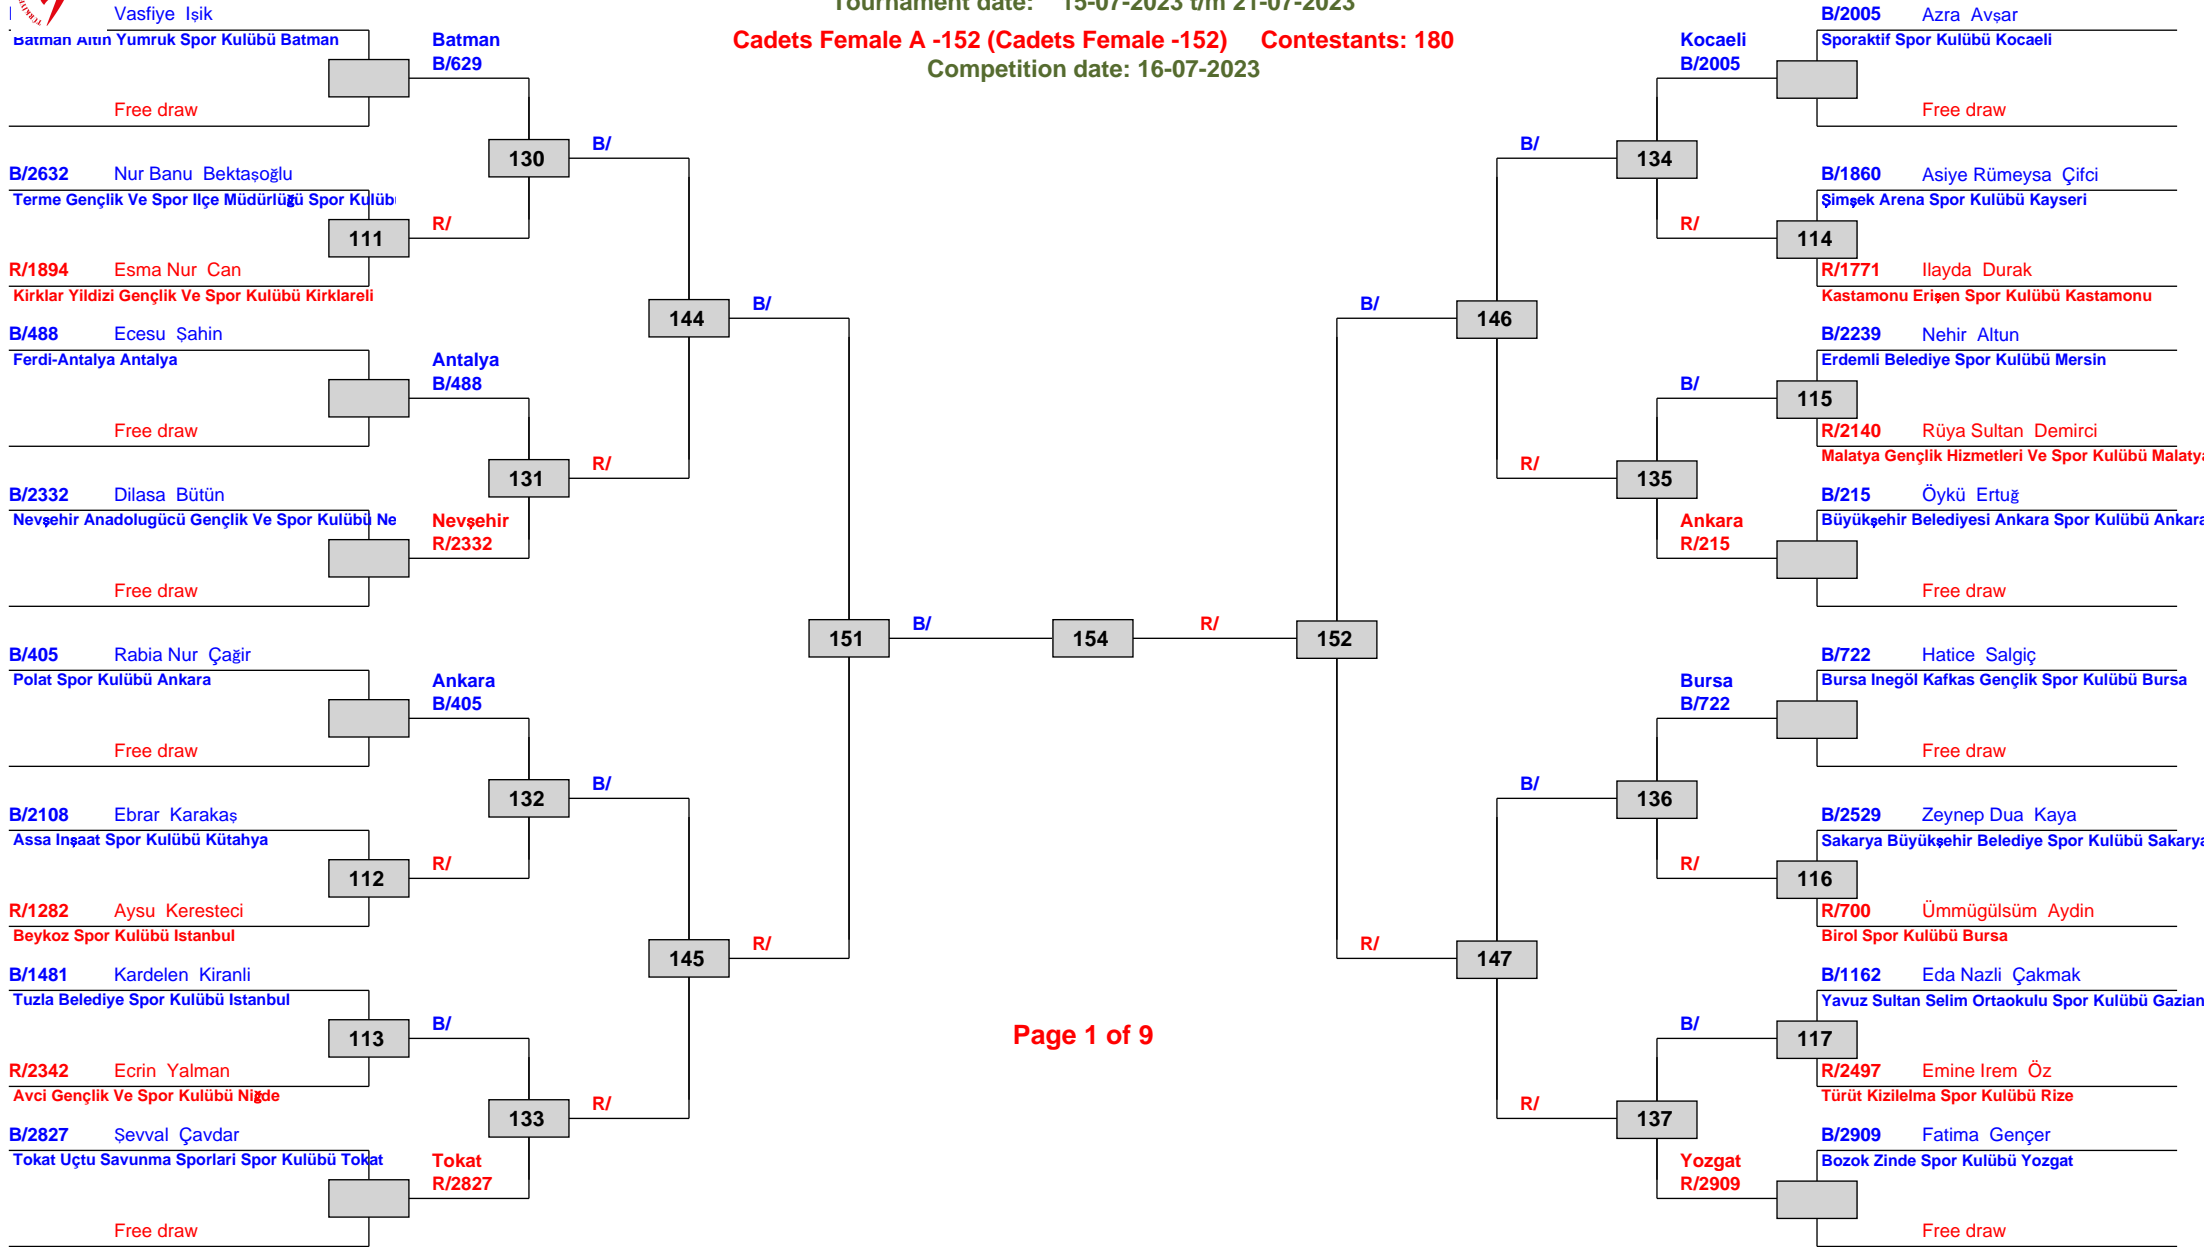 Tournament date: 15-07-2023 t/m 21-07-2023
Cadets Female A -152 (Cadets Female -152) Contestants: 180
Competition date: 16-07-2023
Vasfiye Işik
Batman Altin Yumruk Spor Kulübü Batman
Batman
B/629
Free draw
130
B/
B/2632 Nur Banu Bektaşoğlu
Terme Gençlik Ve Spor Ilçe Müdürlüğü Spor Kulübü
111
R/
R/1894 Esma Nur Can
Kirklar Yildizi Gençlik Ve Spor Kulübü Kirklareli
144
B/
B/488 Ecesu Şahin
Ferdi-Antalya Antalya
Antalya
B/488
Free draw
131
R/
B/2332 Dilasa Bütün
Nevşehir Anadolugücü Gençlik Ve Spor Kulübü Ne
Nevşehir
R/2332
Free draw
151
B/
154
R/
152
B/405 Rabia Nur Çağir
Polat Spor Kulübü Ankara
Ankara
B/405
Free draw
132
B/
B/2108 Ebrar Karakaş
Assa Inşaat Spor Kulübü Kütahya
112
R/
R/1282 Aysu Keresteci
Beykoz Spor Kulübü Istanbul
145
R/
B/1481 Kardelen Kiranli
Tuzla Belediye Spor Kulübü Istanbul
113
B/
R/2342 Ecrin Yalman
Avci Gençlik Ve Spor Kulübü Niğde
133
R/
B/2827 Şevval Çavdar
Tokat Uçtu Savunma Sporlari Spor Kulübü Tokat
Tokat
R/2827
Free draw
Page 1 of 9
B/2005 Azra Avşar
Sporaktif Spor Kulübü Kocaeli
Kocaeli
B/2005
Free draw
B/
134
B/1860 Asiye Rümeysa Çifci
Şimşek Arena Spor Kulübü Kayseri
R/
114
R/1771 Ilayda Durak
Kastamonu Erişen Spor Kulübü Kastamonu
B/
146
B/2239 Nehir Altun
Erdemli Belediye Spor Kulübü Mersin
B/
115
R/2140 Rüya Sultan Demirci
Malatya Gençlik Hizmetleri Ve Spor Kulübü Malatya
R/
135
B/215 Öykü Ertuğ
Büyükşehir Belediyesi Ankara Spor Kulübü Ankara
Ankara
R/215
Free draw
B/722 Hatice Salgiç
Bursa Inegöl Kafkas Gençlik Spor Kulübü Bursa
Bursa
B/722
Free draw
B/
136
B/2529 Zeynep Dua Kaya
Sakarya Büyükşehir Belediye Spor Kulübü Sakarya
R/
116
R/700 Ümmügülsüm Aydin
Birol Spor Kulübü Bursa
R/
147
B/1162 Eda Nazli Çakmak
Yavuz Sultan Selim Ortaokulu Spor Kulübü Gazian
B/
117
R/2497 Emine Irem Öz
Türüt Kizilelma Spor Kulübü Rize
R/
137
B/2909 Fatima Gençer
Bozok Zinde Spor Kulübü Yozgat
Yozgat
R/2909
Free draw